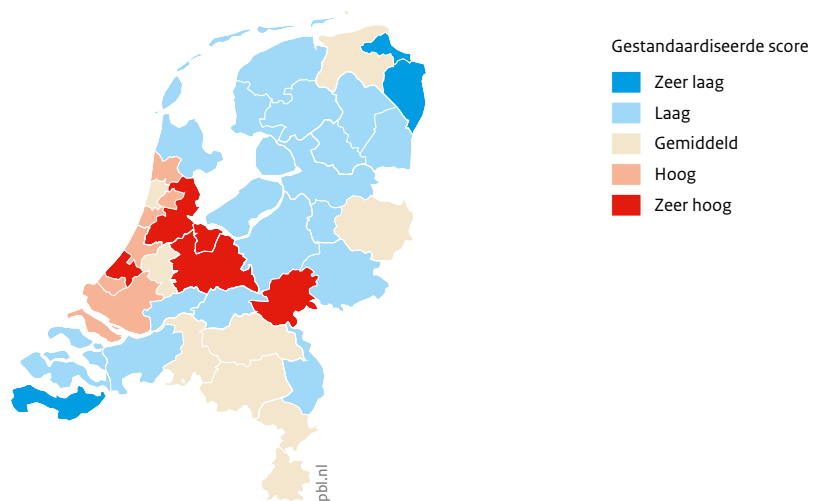 Gestandaardiseerde score
Zeer laag
Laag
Gemiddeld
Hoog
Zeer hoog
pbl.nl